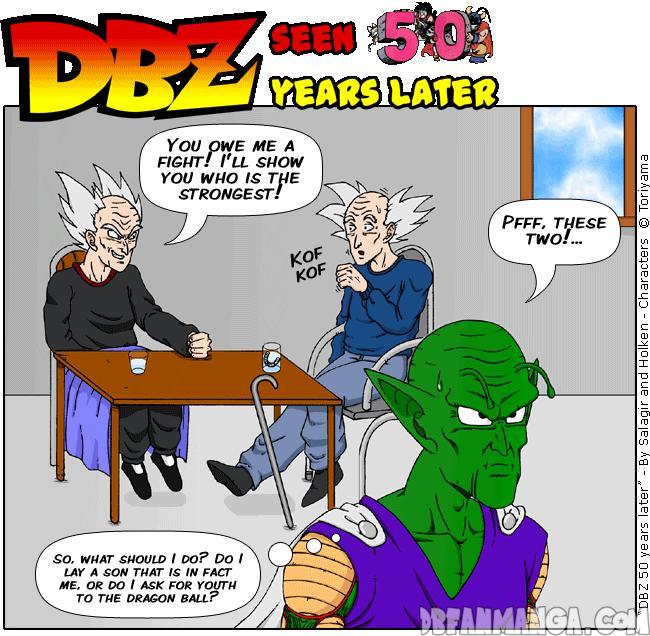 DBZ SEEN 50
YEARS LATER
YOU OWE ME A
FIGHT! I'LL SHOW
YOU WHO IS THE
STRONGEST!
KOF
KOF
PFFF, THESE
TWO!...
SO, WHAT SHOULD I DO? DO I
LAY A SON THAT IS IN FACT
ME, OR DO I ASK FOR YOUTH
TO THE DRAGON BALL?
"DBZ 50 years later" - By Salagir and Holken - Characters © Toriyama
DBFANMANGA.COM